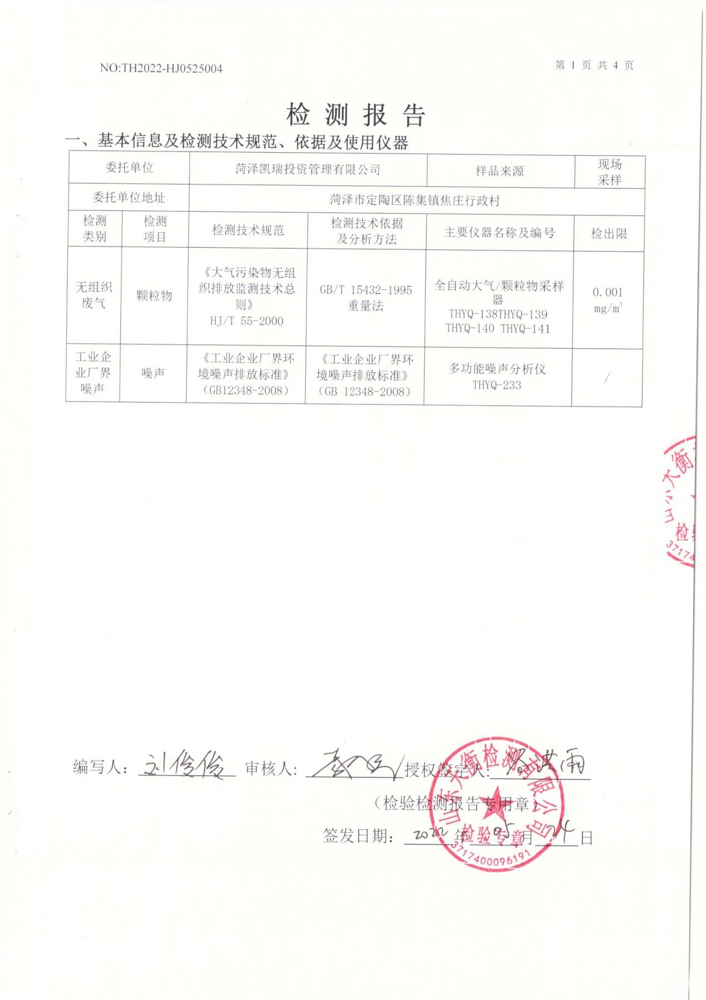 NO:TH2022-HJ0525004
第 1 页 共 4 页
检测报告
一、基本信息及检测技术规范、依据及使用仪器
委托单位
菏泽凯瑞投资管理有限公司
样品来源
现场
采样
委托单位地址
菏泽市定陶区陈集镇焦庄行政村
检测
类别
检测
项目
检测技术规范
检测技术依据
及分析方法
主要仪器名称及编号
检出限
无组织
废气
颗粒物
《大气污染物无组
织排放监测技术总
则》
HJ/T 55-2000
GB/T 15432-1995
重量法
全自动大气/颗粒物采样
器
THYQ-138THYQ-139
THYQ-140 THYQ-141
0.001
mg/m³
工业企
业厂界
噪声
噪声
《工业企业厂界环
境噪声排放标准》
（GB12348-2008）
《工业企业厂界环
境噪声排放标准》
（GB 12348-2008）
多功能噪声分析仪
THYQ-233
/
衡
大
山
检
37174
编写人：刘俊俊 审核人: 授权签字人: 洪雨
（检验检测报告专用章）
签发日期：2022年05月24日
山东天衡检测有限公司
检验专章
3717400096191